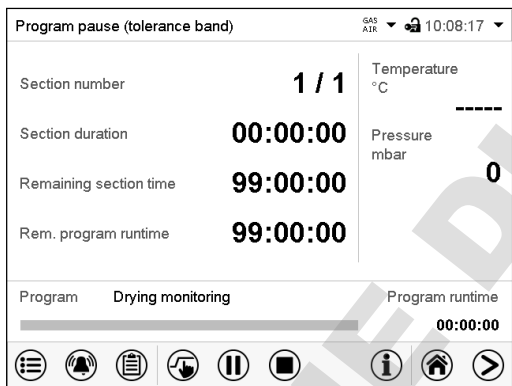 Program pause (tolerance band)
GAS
AIR
10:08:17
Section number 1 / 1
Section duration 00:00:00
Remaining section time 99:00:00
Rem. program runtime 99:00:00
Temperature
°C
-----
Pressure
mbar
0
Program Drying monitoring
Program runtime
00:00:00